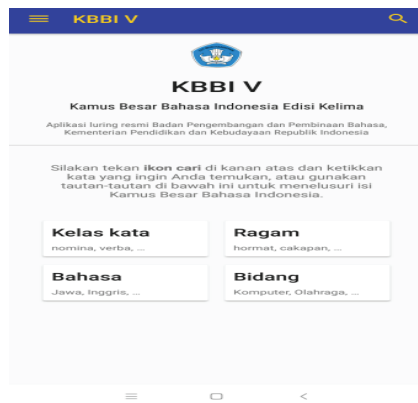 KBBI V
KBBI V
Kamus Besar Bahasa Indonesia Edisi Kelima
Aplikasi luring resmi Badan Pengembangan dan Pembinaan Bahasa,
Kementerian Pendidikan dan Kebudayaan Republik Indonesia
Silakan tekan ikon cari di kanan atas dan ketikkan
kata yang ingin Anda temukan, atau gunakan
tautan-tautan di bawah ini untuk menelusuri isi
Kamus Besar Bahasa Indonesia.
Kelas kata
nomina, verba, ...
Ragam
hormat, cakapan, ...
Bahasa
Jawa, Inggris, ...
Bidang
Komputer, Olahraga, ...